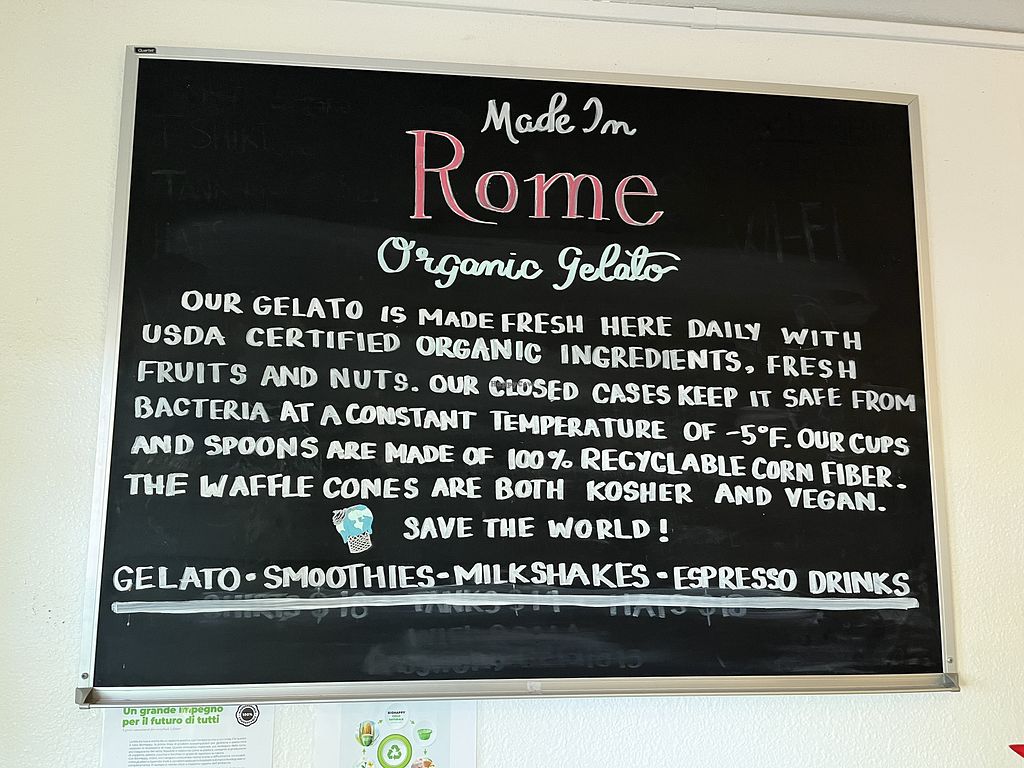 Quartet
Made In
Rome
Organic Gelato
OUR GELATO IS MADE FRESH HERE DAILY WITH
USDA CERTIFIED ORGANIC INGREDIENTS, FRESH
FRUITS AND NUTS. OUR CLOSED CASES KEEP IT SAFE FROM
BACTERIA AT A CONSTANT TEMPERATURE OF -5°F. OUR CUPS
AND SPOONS ARE MADE OF 100% RECYCLABLE CORN FIBER.
THE WAFFLE CONES ARE BOTH KOSHER AND VEGAN.
SAVE THE WORLD!
GELATO-SMOOTHIES-MILKSHAKES-ESPRESSO DRINKS
Un grande impegno
per il futuro di tutti
100%